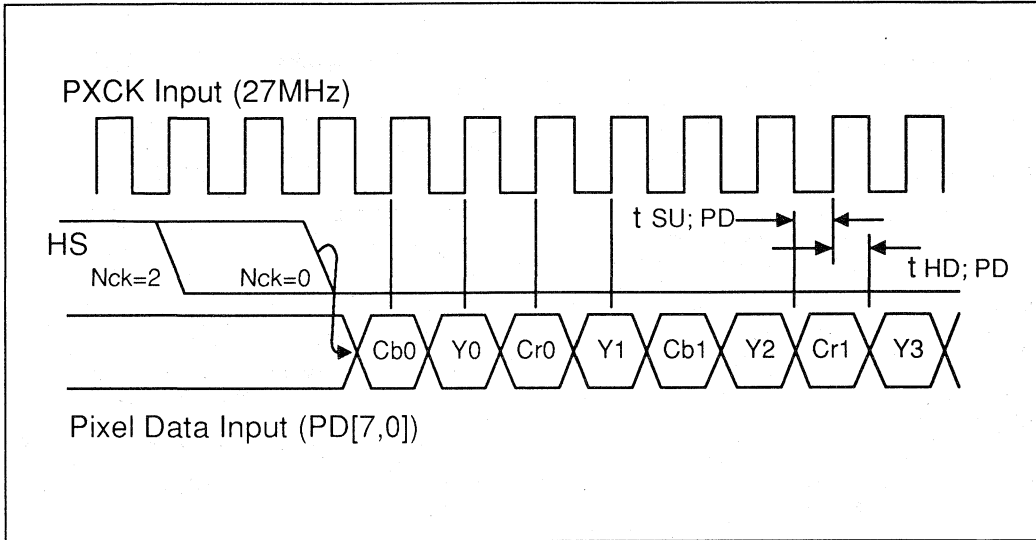 PXCK Input (27MHz)
t SU; PD
HS
t HD; PD
Nck=2
Nck=0
Cb0 Y0 Cr0 Y1 Cb1 Y2 Cr1 Y3
Pixel Data Input (PD[7,0])